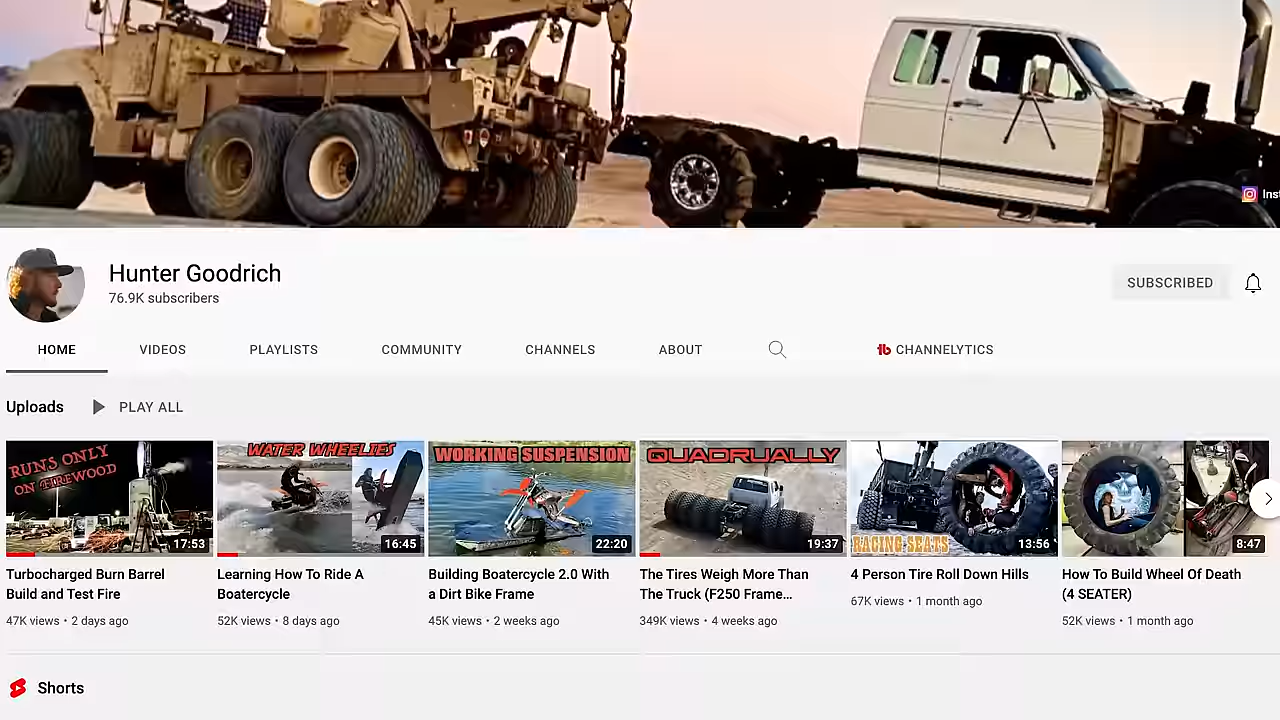 Inst
Hunter Goodrich
76.9K subscribers
SUBSCRIBED
HOME VIDEOS PLAYLISTS COMMUNITY CHANNELS ABOUT CHANNELYTICS
Uploads PLAY ALL
RUNS ONLY
ON FIREWOOD
17:53
WATER WHEELIES
16:45
WORKING SUSPENSION
22:20
QUADRUALLY
19:37
RACING SEATS
13:56
8:47
Turbocharged Burn Barrel
Build and Test Fire
47K views • 2 days ago
Learning How To Ride A
Boatercycle
52K views • 8 days ago
Building Boatercycle 2.0 With
a Dirt Bike Frame
45K views • 2 weeks ago
The Tires Weigh More Than
The Truck (F250 Frame...
349K views • 4 weeks ago
4 Person Tire Roll Down Hills
67K views • 1 month ago
How To Build Wheel Of Death
(4 SEATER)
52K views • 1 month ago
Shorts